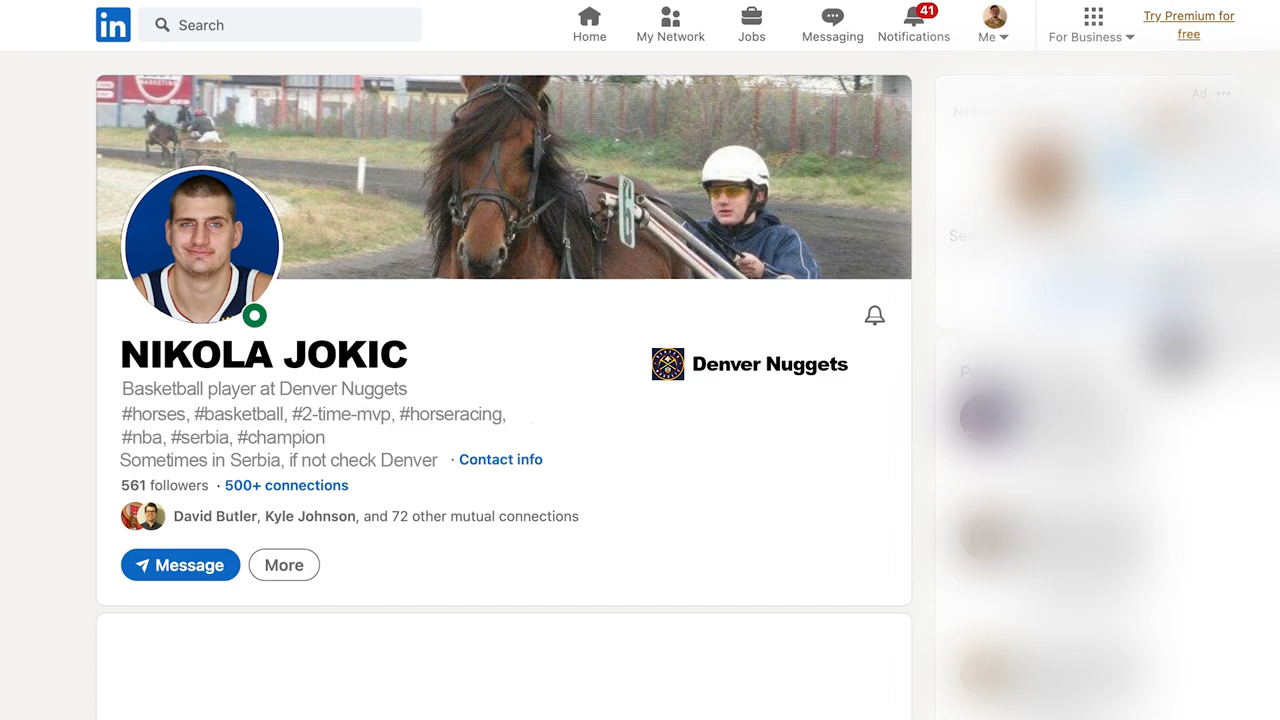 in
Search
Home
My Network
Jobs
Messaging
41
Notifications
Me
For Business
Try Premium for
free
Ad
NIKOLA JOKIC
Denver Nuggets
Basketball player at Denver Nuggets
#horses, #basketball, #2-time-mvp, #horseracing,
#nba, #serbia, #champion
Sometimes in Serbia, if not check Denver · Contact info
561 followers · 500+ connections
David Butler, Kyle Johnson, and 72 other mutual connections
Message
More